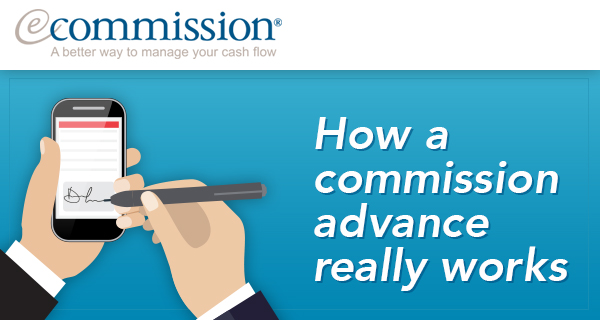 ecommission®
A better way to manage your cash flow
How a
commission
advance
really works